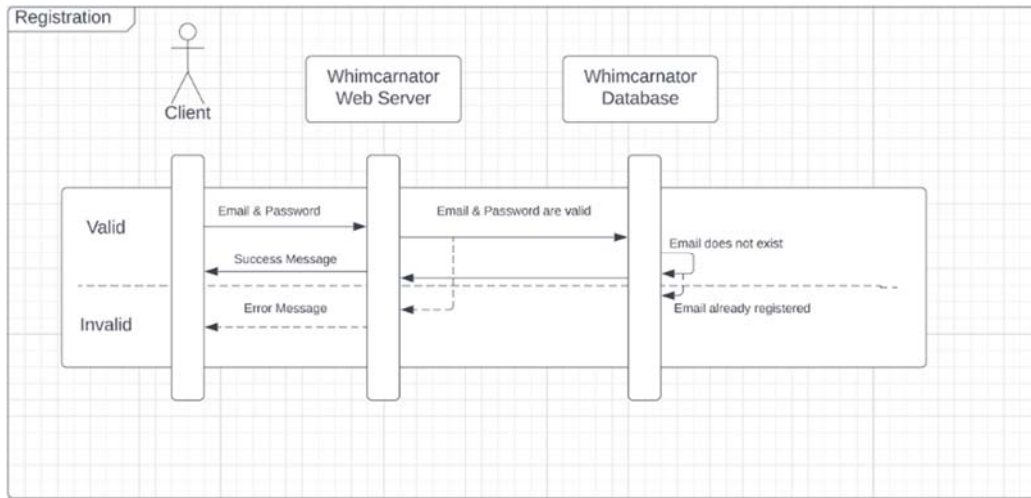 Registration
Client
Whimcarnator
Web Server
Whimcarnator
Database
Valid
Email & Password
Email & Password are valid
Email does not exist
Success Message
Error Message
Email already registered
Invalid